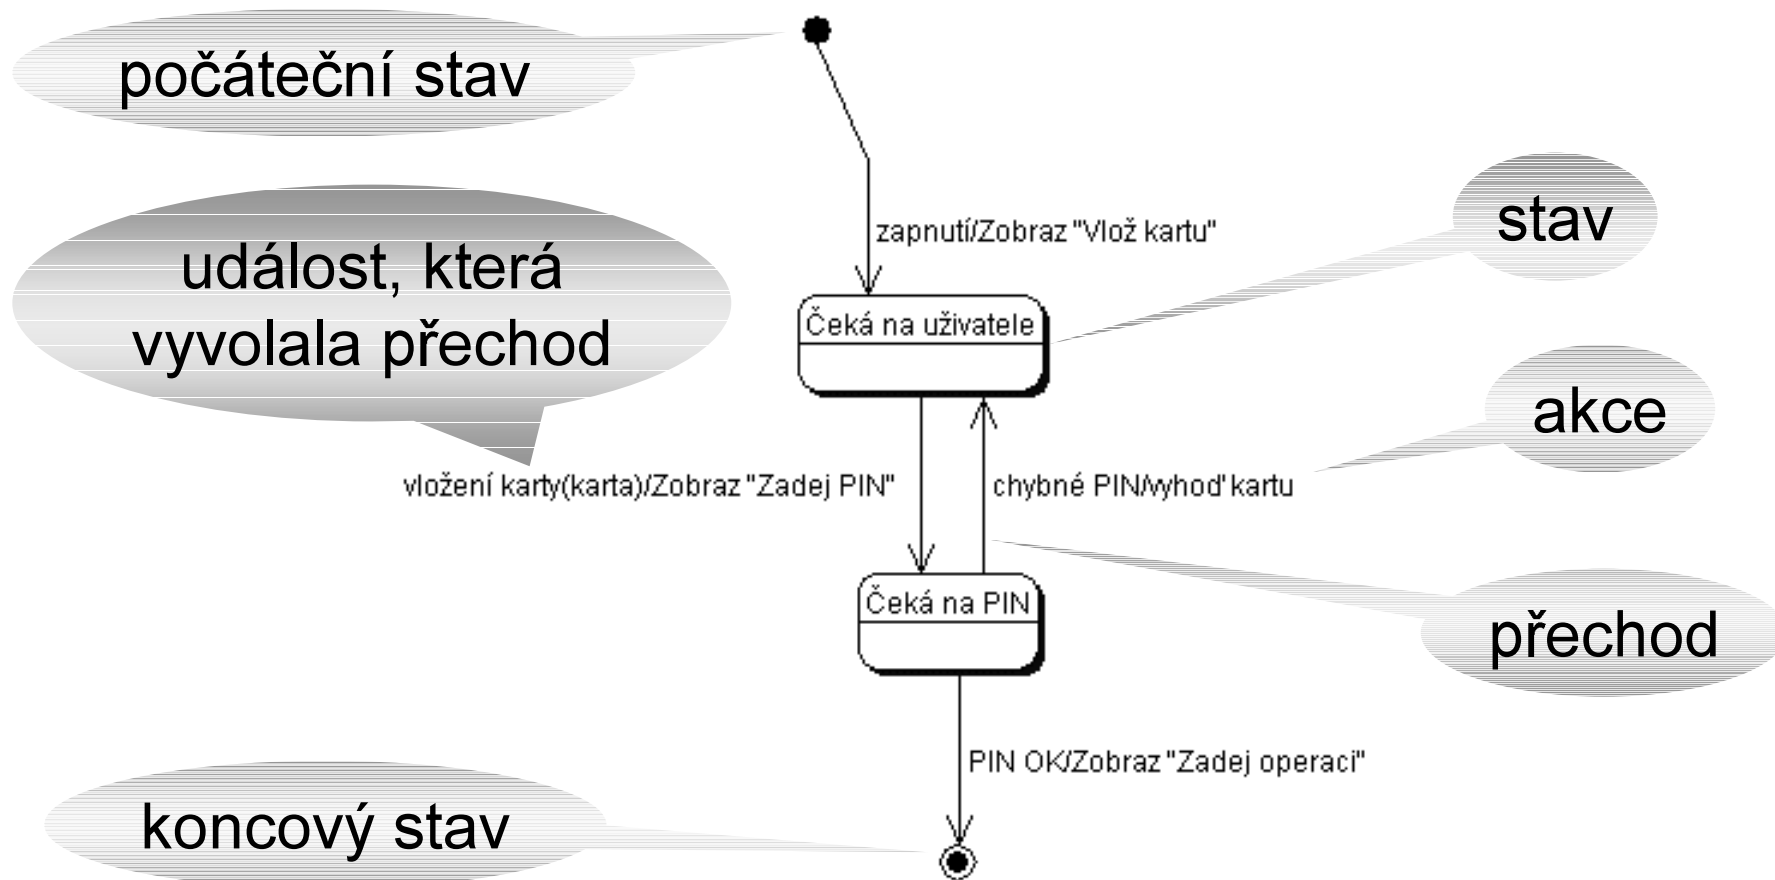 počáteční stav
zapnutí/Zobraz "Vlož kartu"
stav
událost, která
vyvolala přechod
Čeká na uživatele
akce
vložení karty(karta)/Zobraz "Zadej PIN"
chybné PIN/vyhoď kartu
Čeká na PIN
přechod
PIN OK/Zobraz "Zadej operaci"
koncový stav